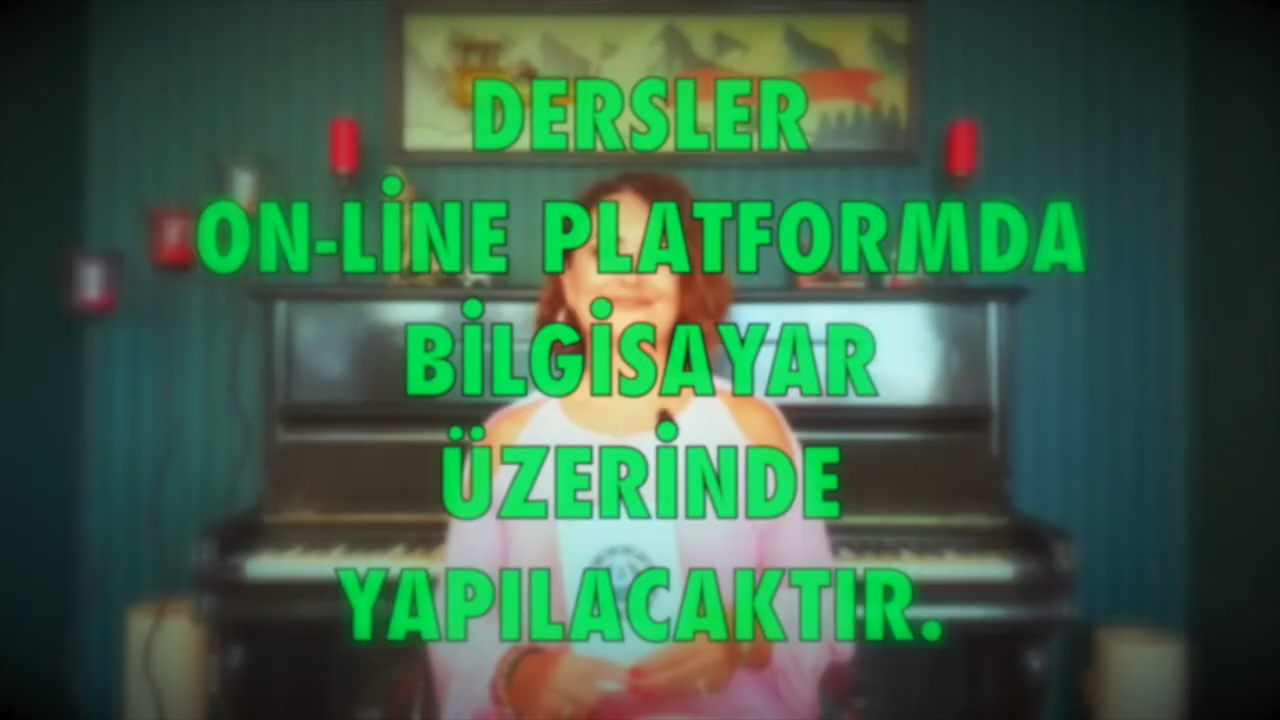 DERSLER
ON-LİNE PLATFORMDA
BİLGİSAYAR
ÜZERİNDE
YAPILACAKTIR.